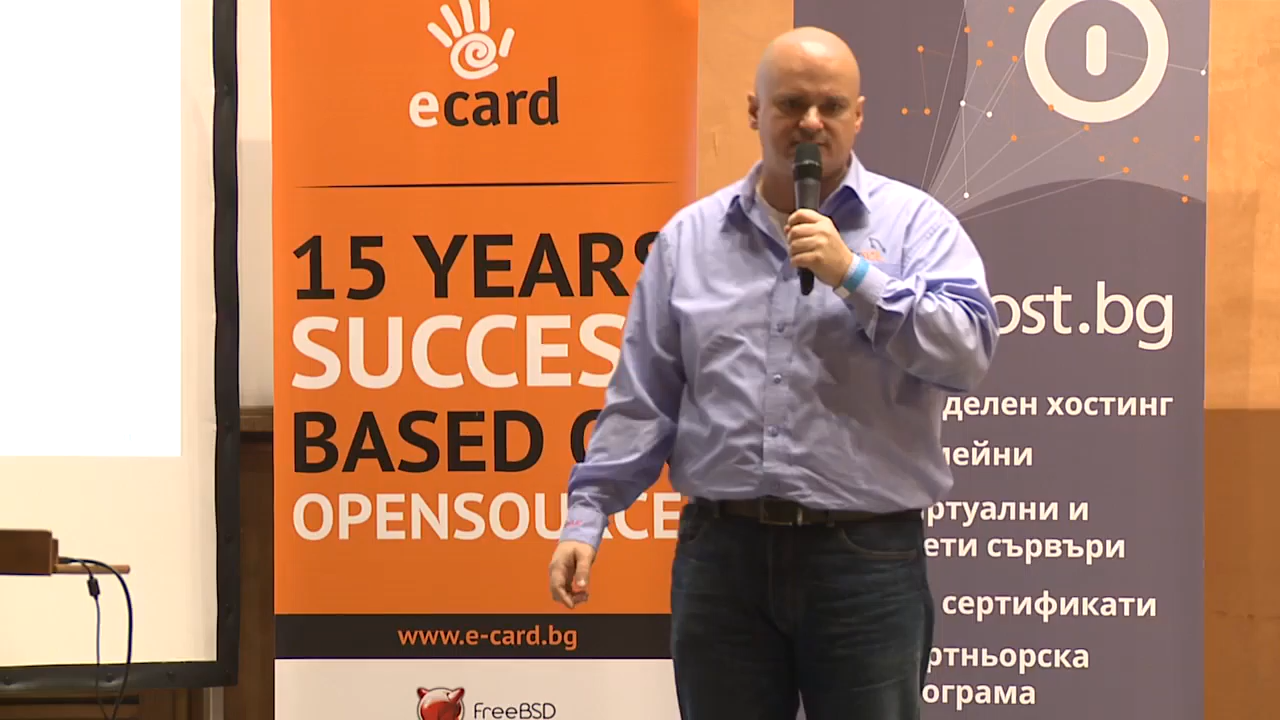 ecard
15 YEARS
SUCCES
BASED O
OPENSOURCE
www.e-card.bg
FreeBSD
ost.bg
делен хостинг
мейни
ртуални и
ети сървъри
сертификати
ртньорска
ограма